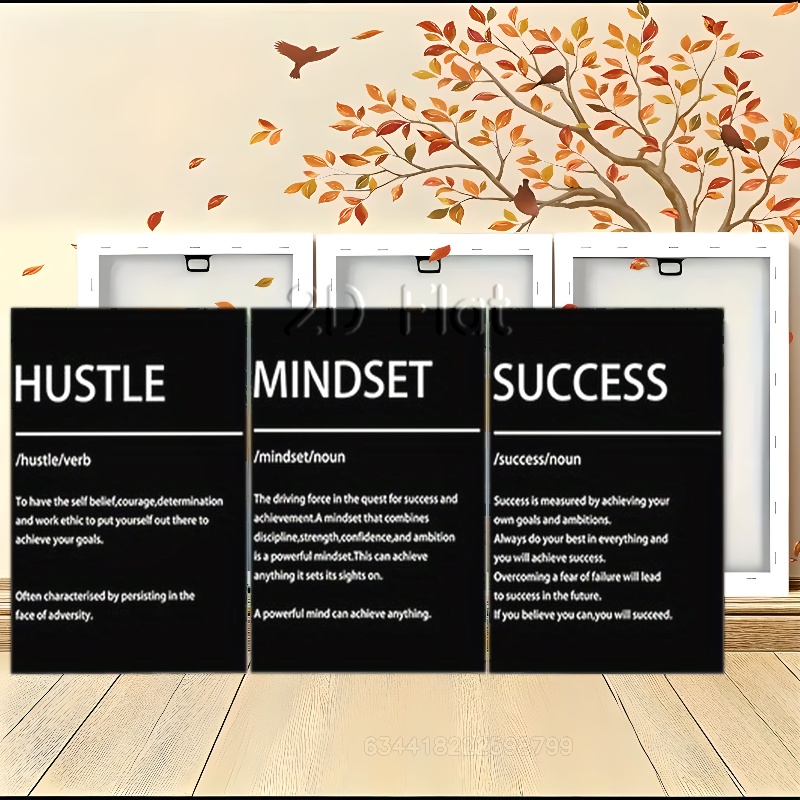 2D Flat
HUSTLE
/hustle/verb
To have the self belief,courage,determination
and work ethic to put yourself out there to
achieve your goals.
Often characterised by persisting in the
face of adversity.
MINDSET
/mindset/noun
The driving force in the quest for success and
achievement.A mindset that combines
discipline,strength,confidence,and ambition
is a powerful mindset.This can achieve
anything it sets its sights on.
A powerful mind can achieve anything.
SUCCESS
/success/noun
Success is measured by achieving your
own goals and ambitions.
Always do your best in everything and
you will achieve success.
Overcoming a fear of failure will lead
to success in the future.
If you believe you can,you will succeed.